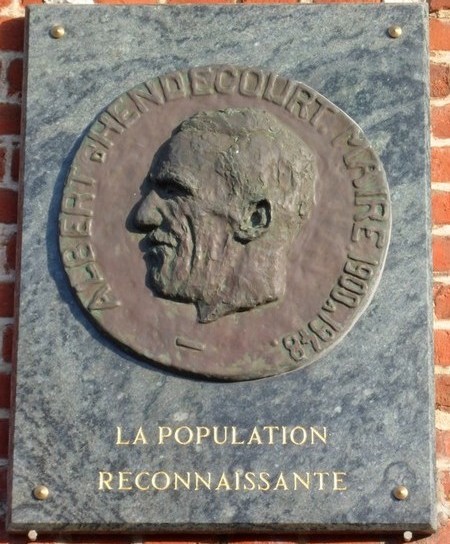 ALBERT d'HENDECOURT. MAIRE 1900.1948.
LA POPULATION
RECONNAISSANTE